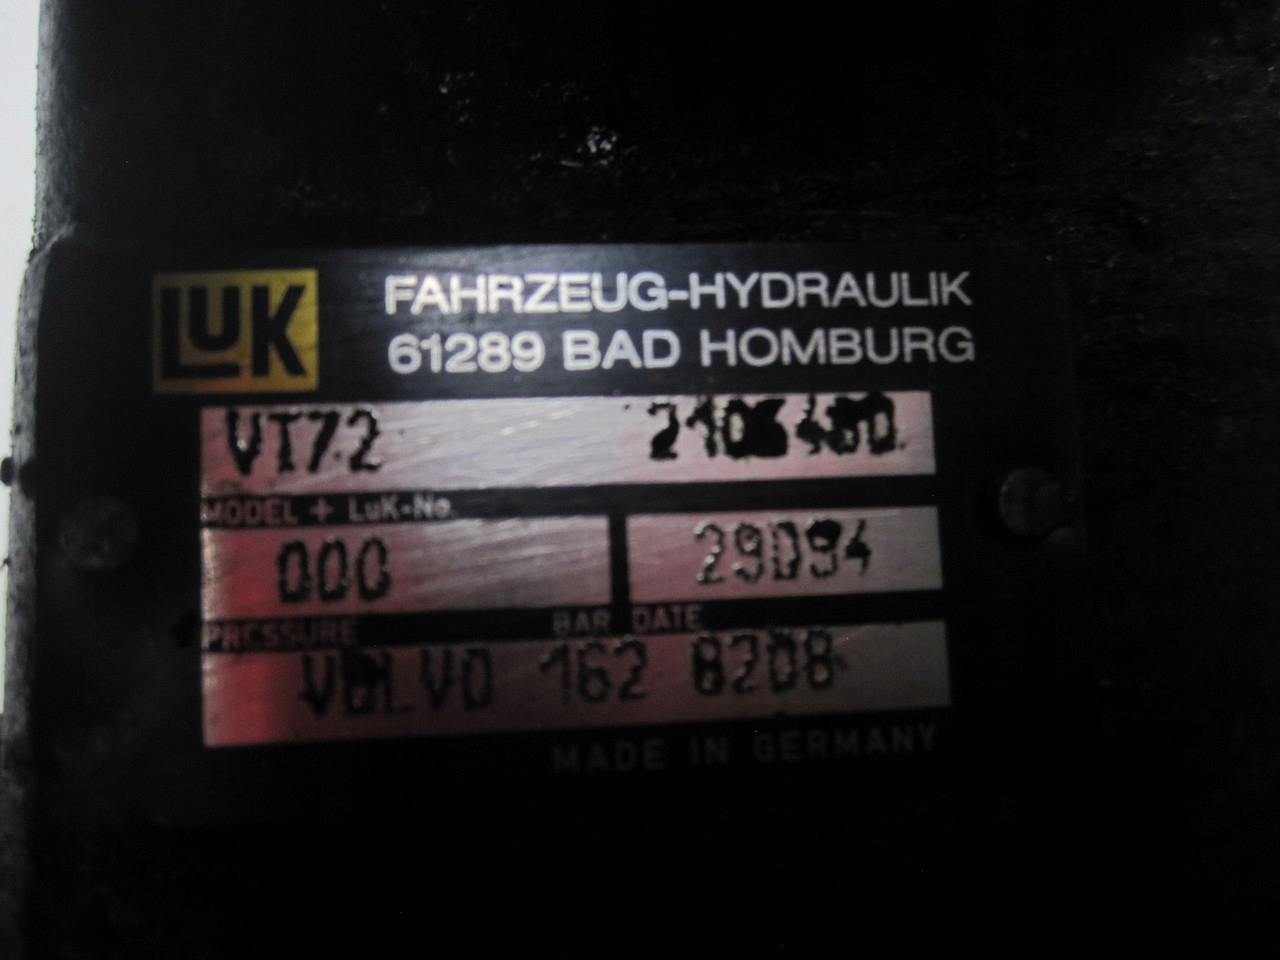 LUK
FAHRZEUG-HYDRAULIK
61289 BAD HOMBURG
VT72
MODEL + LuK-No.
000 29D94
PRESSURE BAR DATE
VOLVO 162 8208
MADE IN GERMANY